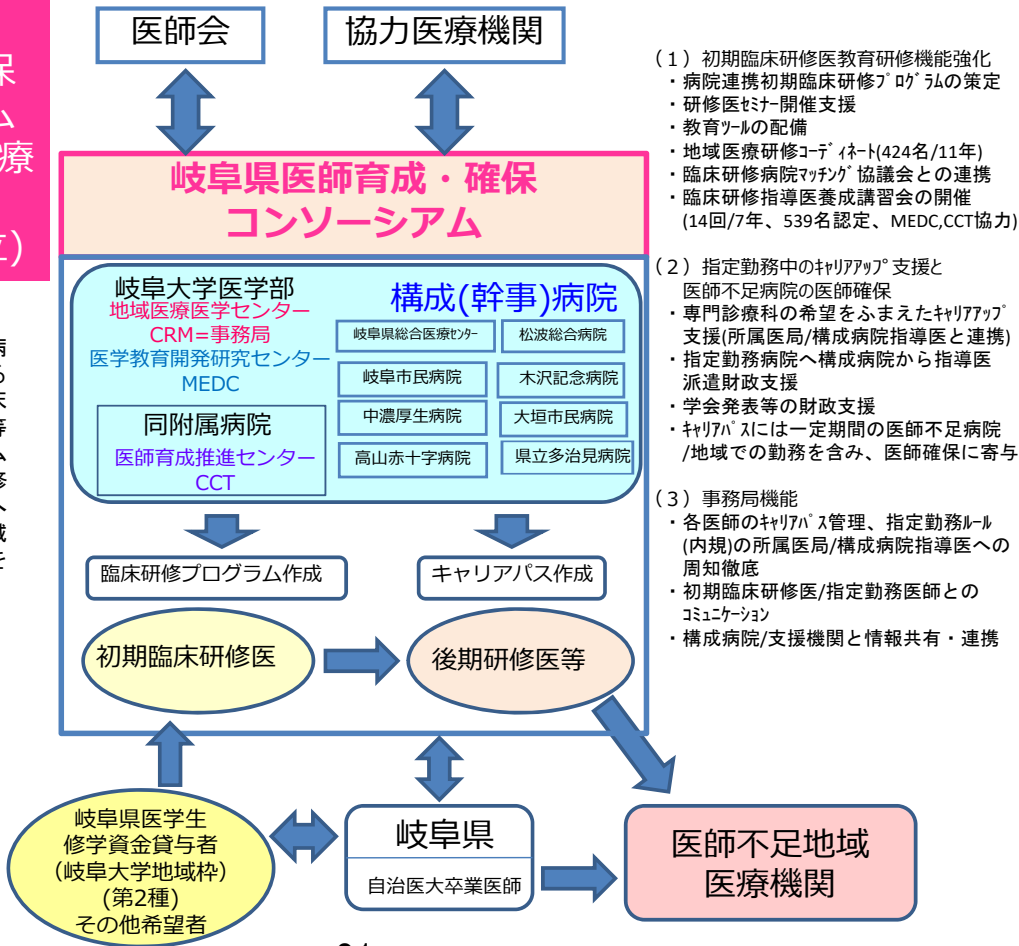 保
ム
療
立)
病
る
床
等
ム
修
へ
域
を
医師会
協力医療機関
岐阜県医師育成・確保
コンソーシアム
岐阜大学医学部
地域医療医学センター
CRM=事務局
医学教育開発研究センター
MEDC
同附属病院
医師育成推進センター
CCT
構成(幹事)病院
岐阜県総合医療ｾﾝﾀｰ
松波総合病院
岐阜市民病院
木沢記念病院
中濃厚生病院
大垣市民病院
高山赤十字病院
県立多治見病院
臨床研修プログラム作成
キャリアパス作成
初期臨床研修医
後期研修医等
岐阜県医学生
修学資金貸与者
(岐阜大学地域枠)
(第2種)
その他希望者
岐阜県
自治医大卒業医師
医師不足地域
医療機関
(1)初期臨床研修医教育研修機能強化
・病院連携初期臨床研修ﾌﾟﾛｸﾞﾗﾑの策定
・研修医ｾﾐﾅｰ開催支援
・教育ﾂｰﾙの配備
・地域医療研修ｺｰﾃﾞｨﾈｰﾄ(424名/11年)
・臨床研修病院ﾏｯﾁﾝｸﾞ協議会との連携
・臨床研修指導医養成講習会の開催
(14回/7年、539名認定、MEDC,CCT協力)
(2)指定勤務中のｷｬﾘｱｱｯﾌﾟ支援と
医師不足病院の医師確保
・専門診療科の希望をふまえたｷｬﾘｱｱｯﾌﾟ
支援(所属医局/構成病院指導医と連携)
・指定勤務病院へ構成病院から指導医
派遣財政支援
・学会発表等の財政支援
・ｷｬﾘｱﾊﾟｽには一定期間の医師不足病院
/地域での勤務を含み、医師確保に寄与
(3)事務局機能
・各医師のｷｬﾘｱﾊﾟｽ管理、指定勤務ﾙｰﾙ
(内規)の所属医局/構成病院指導医への
周知徹底
・初期臨床研修医/指定勤務医師との
ｺﾐｭﾆｹｰｼｮﾝ
・構成病院/支援機関と情報共有・連携